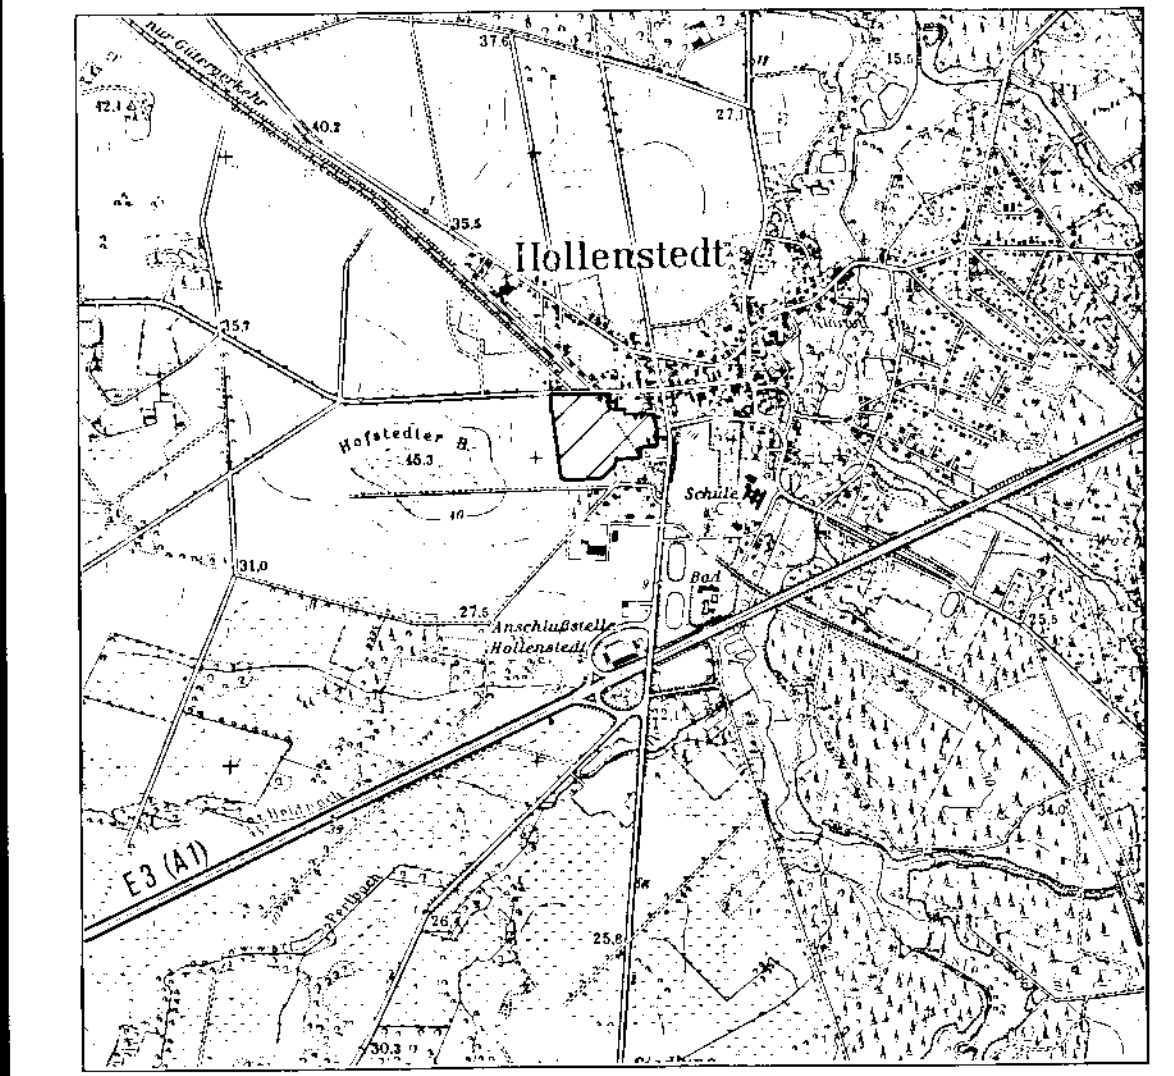 nur Güterverkehr
37.6
15.5
42.1
27.1
40.2
35.5
Hollenstedt
35.7
Hofstedter B.
45.3
Schule
40
31,0
Bad
27.5
25,5
Anschlußstelle
Hollenstedt
34.0
E3 (A1)
Perlbach
26.4
25.8
30.3